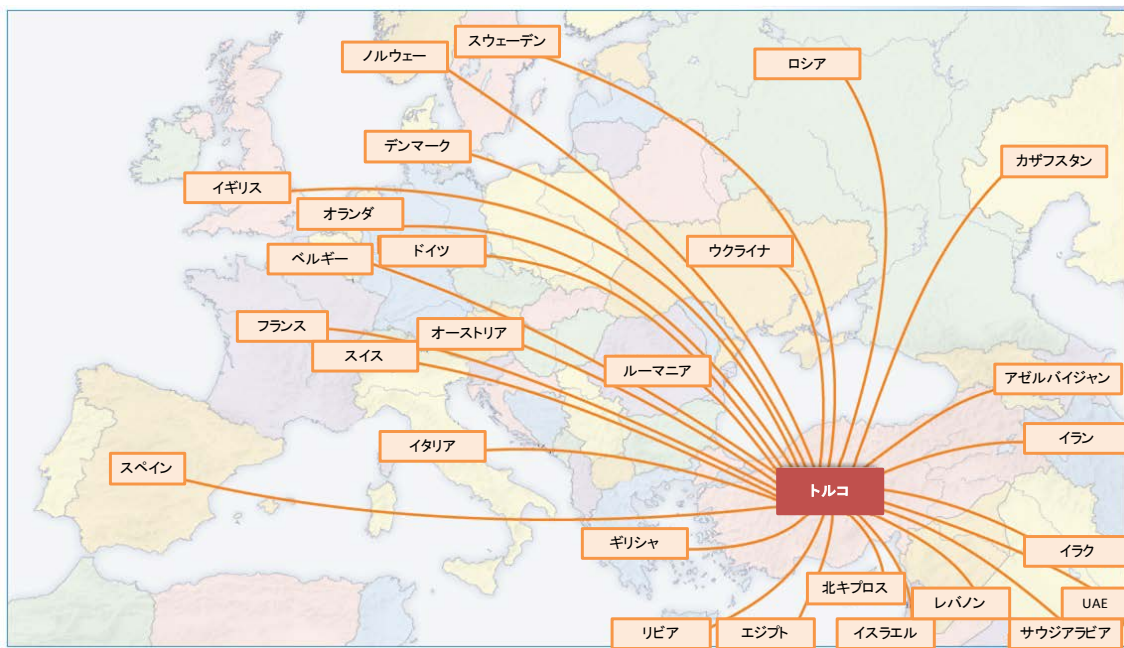 スウェーデン
ノルウェー
ロシア
デンマーク
カザフスタン
イギリス
オランダ
ドイツ
ウクライナ
ベルギー
フランス
オーストリア
スイス
ルーマニア
アゼルバイジャン
イタリア
イラン
スペイン
トルコ
ギリシャ
イラク
北キプロス
レバノン
UAE
リビア
エジプト
イスラエル
サウジアラビア